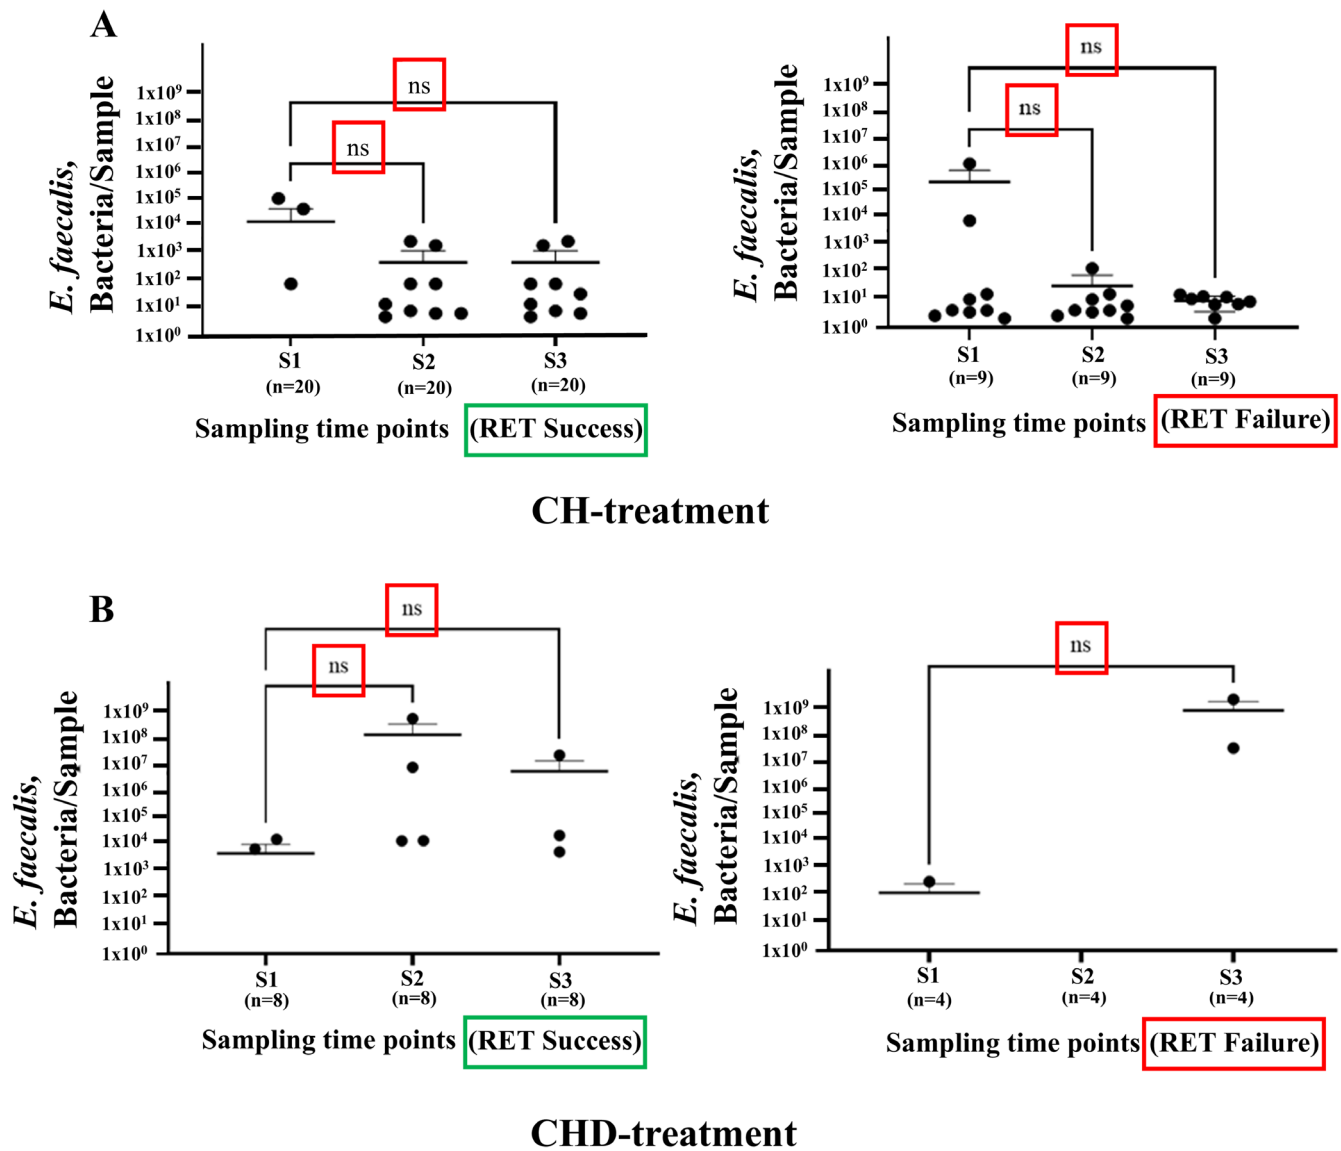 A
E. faecalis,
Bacteria/Sample
1x10⁹
1x10⁸
1x10⁷
1x10⁶
1x10⁵
1x10⁴
1x10³
1x10²
1x10¹
1x10⁰
ns
ns
S1 S2 S3
(n=20) (n=20) (n=20)
Sampling time points (RET Success)
E. faecalis,
Bacteria/Sample
1x10⁹
1x10⁸
1x10⁷
1x10⁶
1x10⁵
1x10⁴
1x10³
1x10²
1x10¹
1x10⁰
ns
ns
S1 S2 S3
(n=9) (n=9) (n=9)
Sampling time points (RET Failure)
CH-treatment
B
E. faecalis,
Bacteria/Sample
1x10⁹
1x10⁸
1x10⁷
1x10⁶
1x10⁵
1x10⁴
1x10³
1x10²
1x10¹
1x10⁰
ns
ns
S1 S2 S3
(n=8) (n=8) (n=8)
Sampling time points (RET Success)
E. faecalis,
Bacteria/Sample
1x10⁹
1x10⁸
1x10⁷
1x10⁶
1x10⁵
1x10⁴
1x10³
1x10²
1x10¹
1x10⁰
ns
S1 S2 S3
(n=4) (n=4) (n=4)
Sampling time points (RET Failure)
CHD-treatment